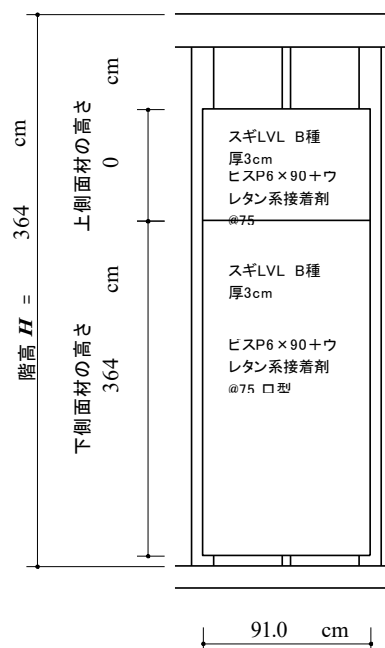 階高 H = 364 cm
上側面材の高さ 0 cm
スギLVL B種
厚3cm
ビスP6×90+ウ
レタン系接着剤
@75
下側面材の高さ 364 cm
スギLVL B種
厚3cm
ビスP6×90+ウ
レタン系接着剤
@75 ロ型
91.0 cm